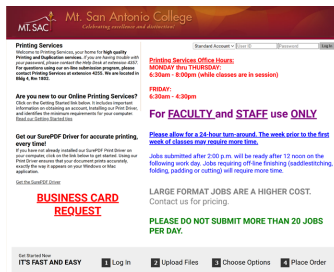 MT. SAC
Mt. San Antonio College
Celebrating excellence and distinction!
Standard Account
User ID
Password
Log In
Printing Services
Welcome to Printing Services, your home for high quality
Printing and Duplication services. If you are having trouble with
your password, please contact the Help Desk at extension 4357.
For questions using our on-line submission program, please
contact Printing Services at extension 4255. We are located in
Bldg 4, Rm. 1802.
Are you new to Our Online Printing Services?
Click on the Getting Started link below. It includes important
information on obtaining an account, installing our Print Driver,
and identifies the minimum requirements for your computer
Read our Getting Started tips
Get our SurePDF Driver for accurate printing,
every time!
If you have not already installed our SurePDF Print Driver on
your computer, click on the link below to get started. Using our
Print Driver ensures that your document prints accurately,
exactly the way it appears on your Windows or Mac
application.
Get the SurePDF Driver
BUSINESS CARD
REQUEST
Printing Services Office Hours:
MONDAY thru THURSDAY:
6:30am - 8:00pm (while classes are in session)
FRIDAY:
6:30am - 4:30pm
For FACULTY and STAFF use ONLY
Please allow for a 24-hour turn-around. The week prior to the first
week of classes may require more time.
Jobs submitted after 2:00 p.m. will be ready after 12 noon on the
following work day. Jobs requiring off-line finishing (saddlestitching,
folding, padding or cutting) will require more time.
LARGE FORMAT JOBS ARE A HIGHER COST.
Contact us for pricing.
PLEASE DO NOT SUBMIT MORE THAN 20 JOBS
PER DAY.
Get Started Now
IT'S FAST AND EASY
1 Log In
2 Upload Files
3 Choose Options
4 Place Order